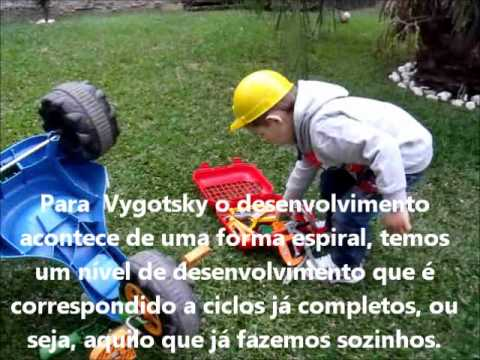 Para Vygotsky o desenvolvimento
acontece de uma forma espiral, temos
um nível de desenvolvimento que é
correspondido a ciclos já completos, ou
seja, aquilo que já fazemos sozinhos.